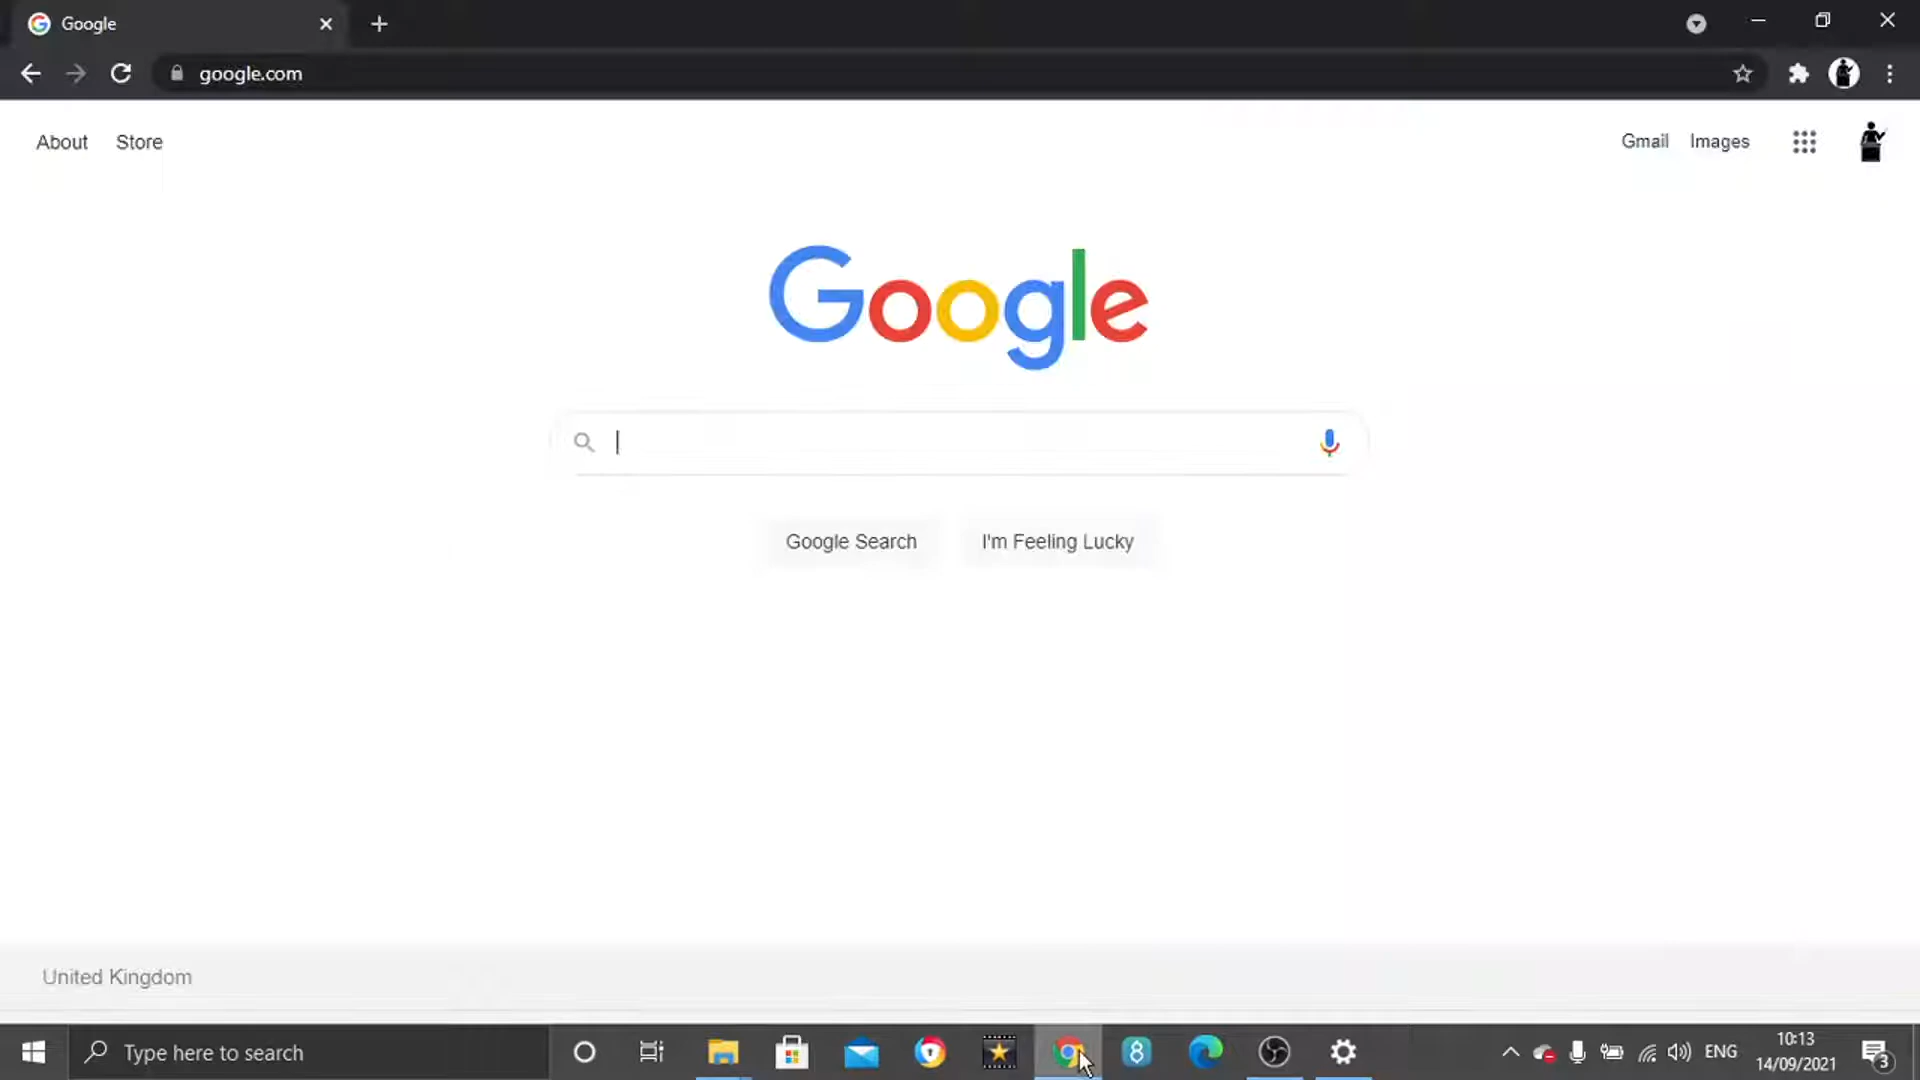 Google
google.com
About
Store
Gmail
Images
Google
Google Search
I'm Feeling Lucky
United Kingdom
Type here to search
8
ENG
10:13
14/09/2021
3